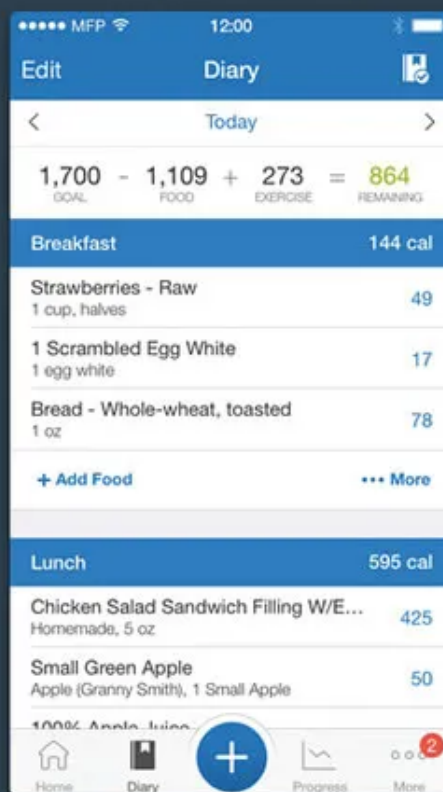 MFP 12:00
Edit Diary
Today
1,700 - 1,109 + 273 = 864
GOAL FOOD EXERCISE REMAINING
Breakfast 144 cal
Strawberries - Raw 49
1 cup, halves
1 Scrambled Egg White 17
1 egg white
Bread - Whole-wheat, toasted 78
1 oz
+ Add Food ••• More
Lunch 595 cal
Chicken Salad Sandwich Filling W/E... 425
Homemade, 5 oz
Small Green Apple 50
Apple (Granny Smith), 1 Small Apple
100% Apple Juice
2
Home Diary + Progress More